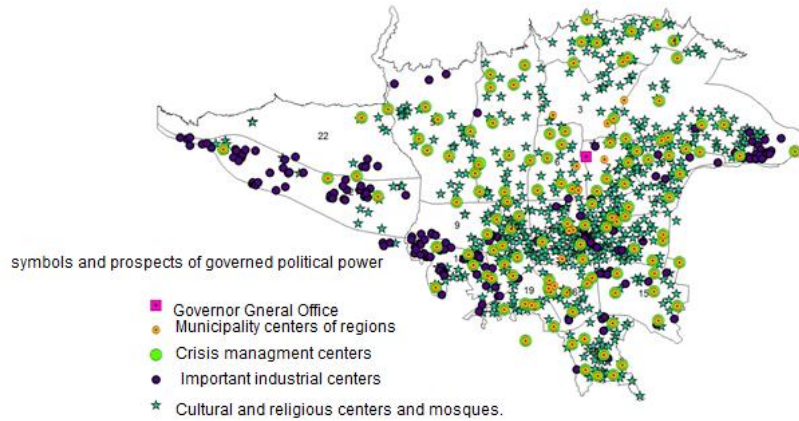 22
3
4
9
19
15
symbols and prospects of governed political power
Governor Gneral Office
Municipality centers of regions
Crisis managment centers
Important industrial centers
Cultural and religious centers and mosques.